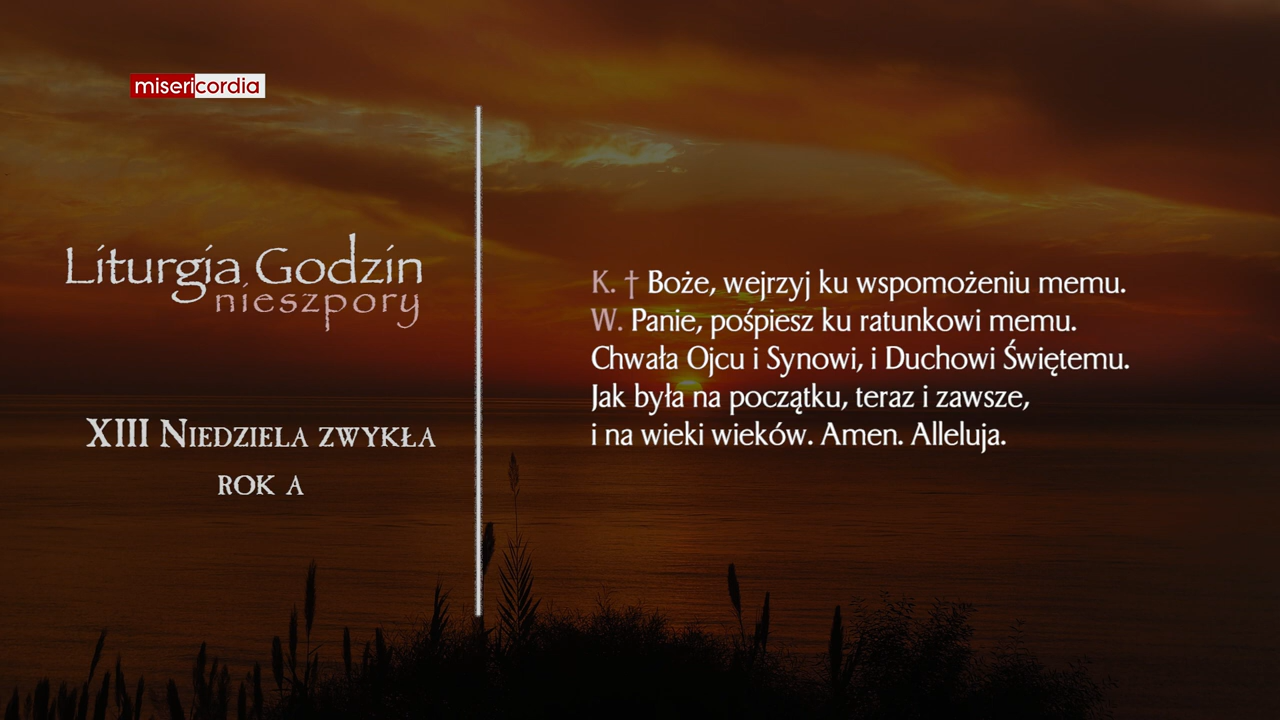 misericordia
Liturgia Godzin
nieszpory
XIII Niedziela zwykła
rok A
K. † Boże, wejrzyj ku wspomożeniu memu.
W. Panie, pośpiesz ku ratunkowi memu.
Chwała Ojcu i Synowi, i Duchowi Świętemu.
Jak była na początku, teraz i zawsze,
i na wieki wieków. Amen. Alleluja.